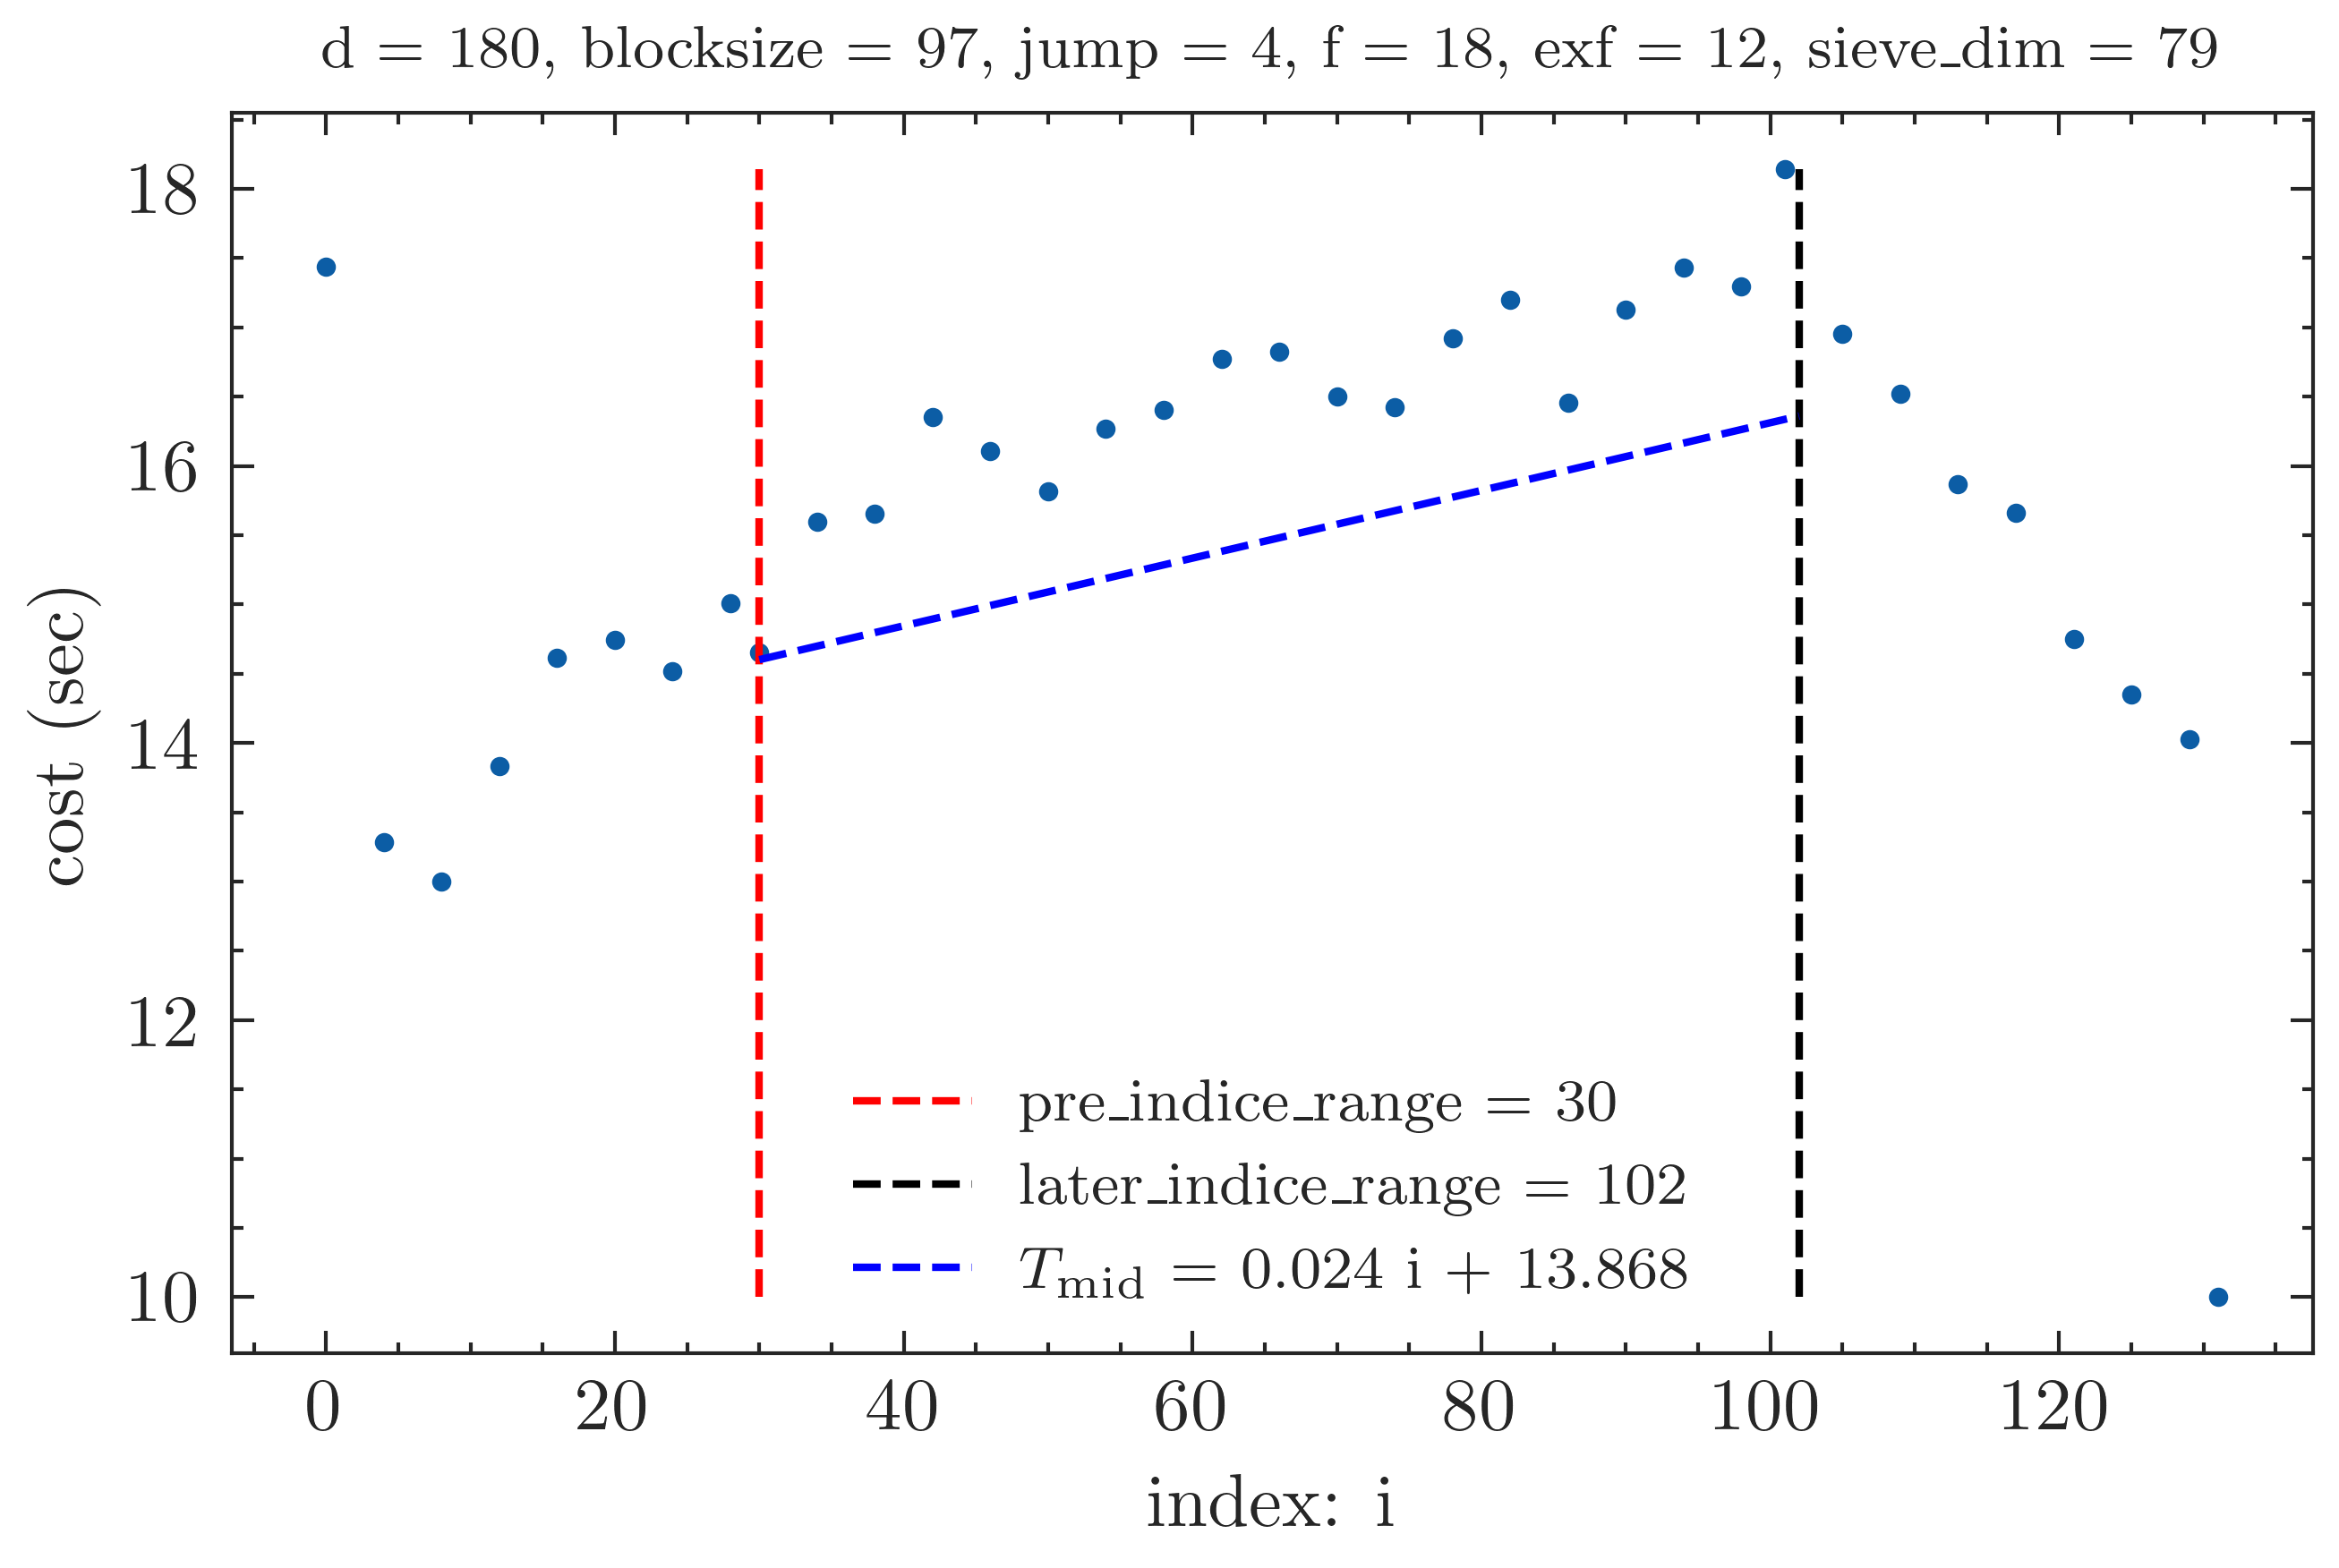 d = 180, blocksize = 97, jump = 4, f = 18, exf = 12, sieve_dim = 79
18
16
14
12
10
cost (sec)
pre_indice_range = 30
later_indice_range = 102
T_mid = 0.024 i + 13.868
0 20 40 60 80 100 120
index: i